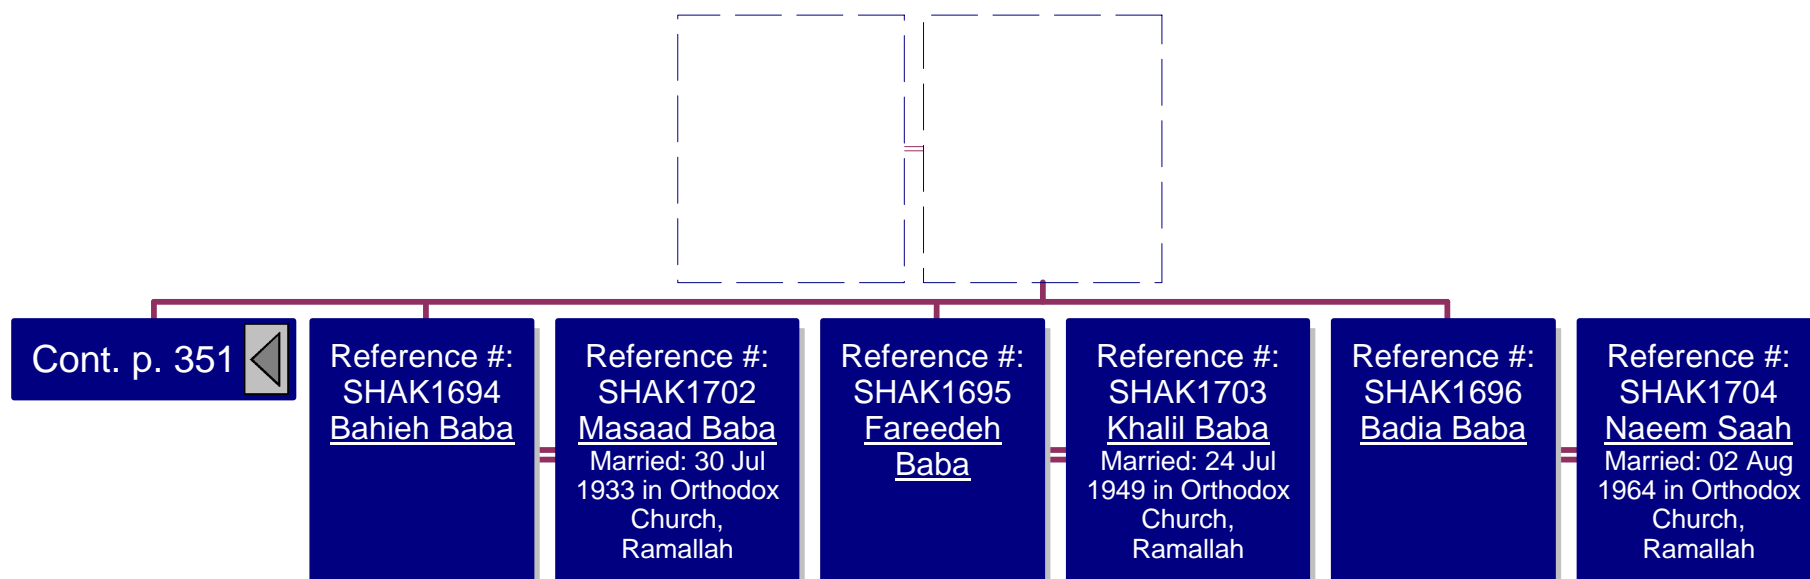 Cont. p. 351
Reference #:
SHAK1694
Bahieh Baba
Reference #:
SHAK1702
Masaad Baba
Married: 30 Jul
1933 in Orthodox
Church,
Ramallah
Reference #:
SHAK1695
Fareedeh
Baba
Reference #:
SHAK1703
Khalil Baba
Married: 24 Jul
1949 in Orthodox
Church,
Ramallah
Reference #:
SHAK1696
Badia Baba
Reference #:
SHAK1704
Naeem Saah
Married: 02 Aug
1964 in Orthodox
Church,
Ramallah